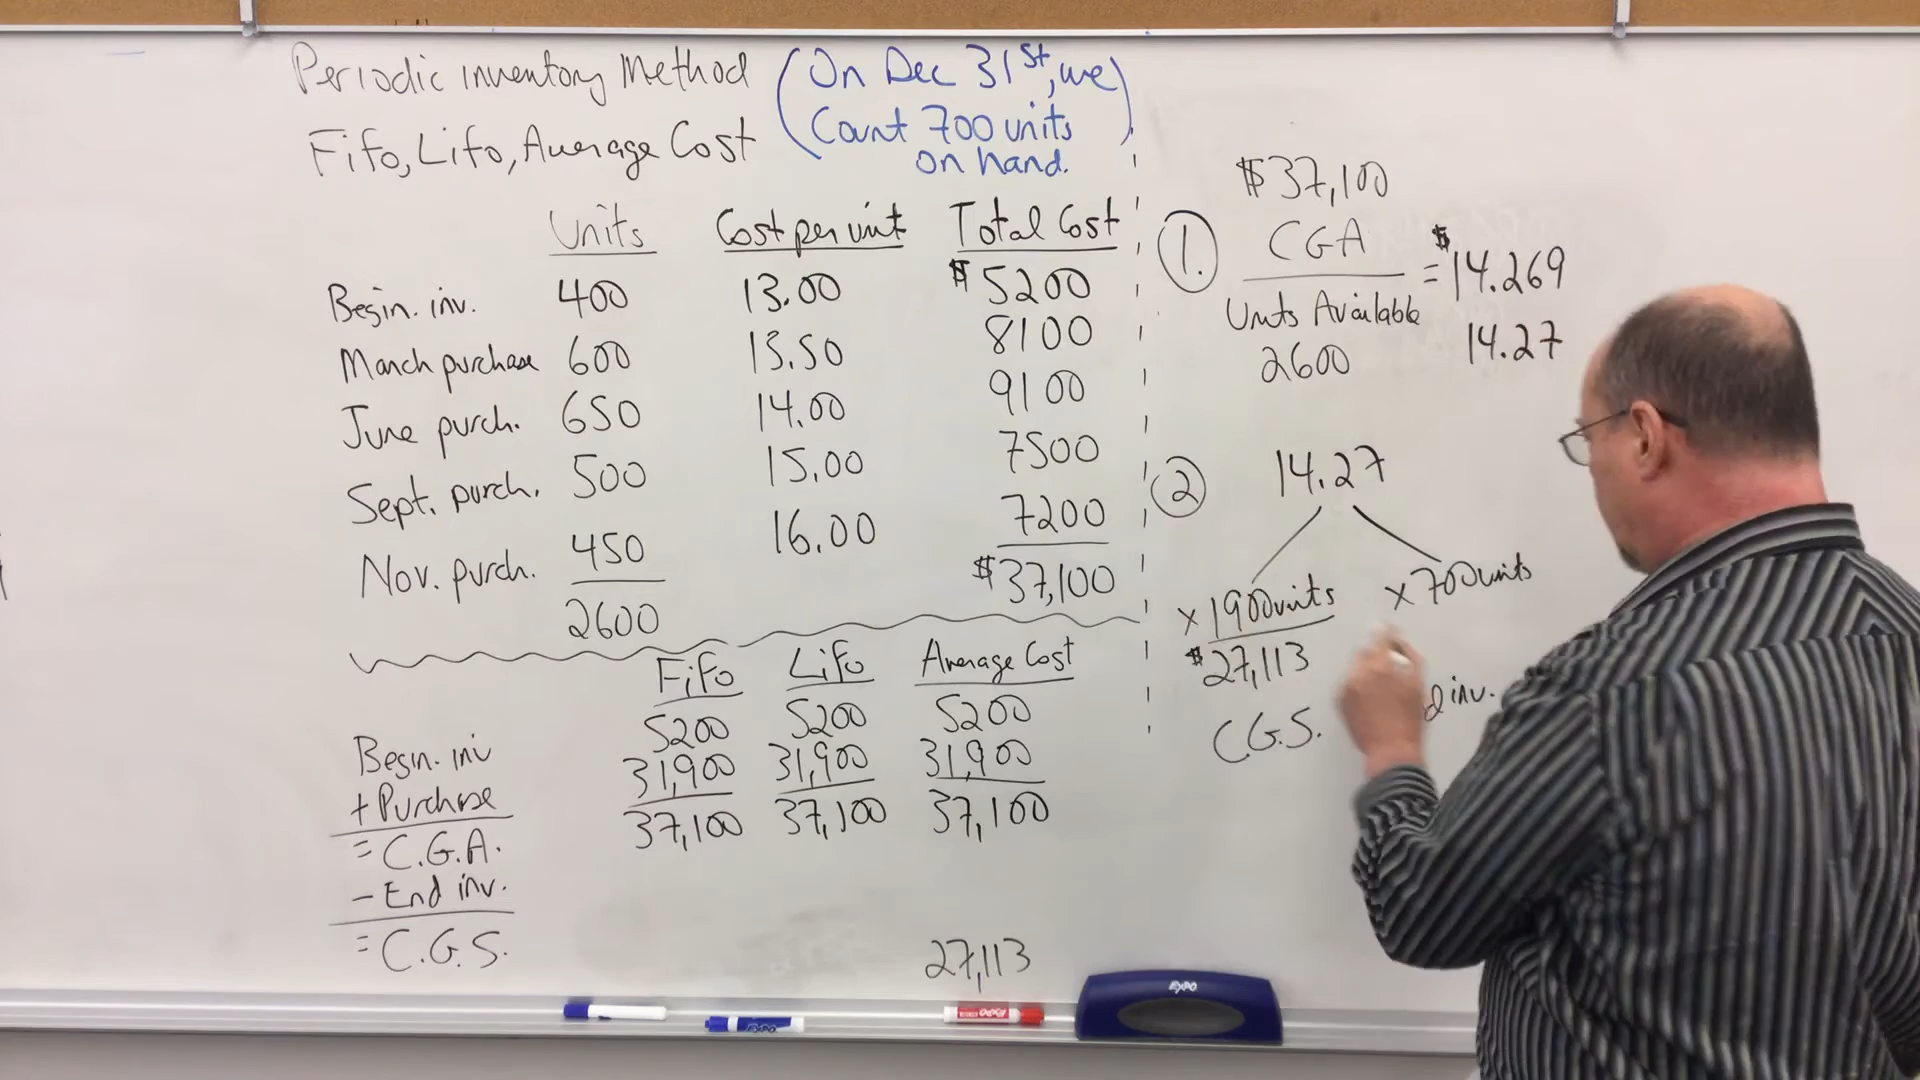 Periodic inventory Method
Fifo, Lifo, Average Cost
(On Dec 31st, we
Count 700 units
on hand.)
Units Cost per unit Total Cost
Begin. inv. 400 13.00 $5200
March purchase 600 13.50 8100
June purch. 650 14.00 9100
Sept. purch. 500 15.00 7500
Nov. purch. 450 16.00 7200
2600 $37,100
Fifo Lifo Average Cost
5200 5200 5200
Begin. inv 31,900 31,900 31,900
+ Purchase 37,100 37,100 37,100
= C.G.A.
- End inv.
= C.G.S. 27,113
1. $37,100
CGA = $14.269
Units Available 14.27
2600
2 14.27
x 1900 units x 700 units
$27,113
C.G.S. d inv.
EXPO
EXPO
EXPO